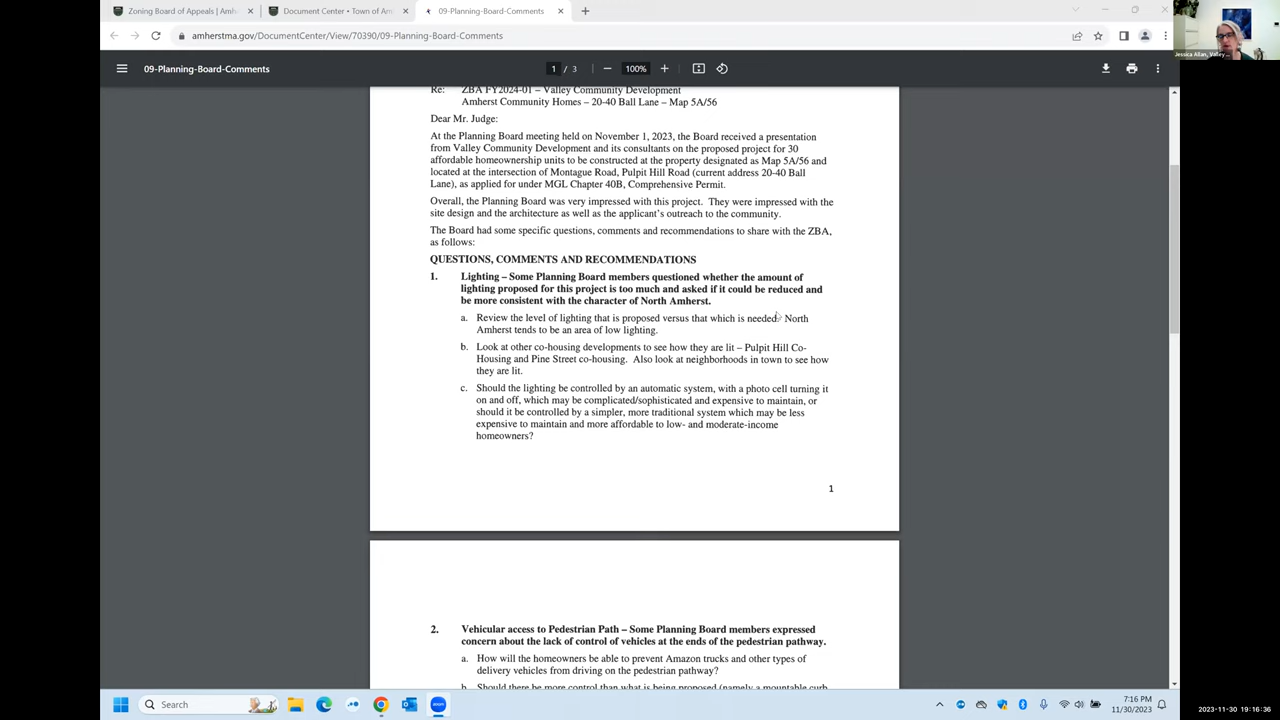 Zoning Board of Appeals | Amh
Document Center • Town of Am
09-Planning-Board-Comments
amherstma.gov/DocumentCenter/View/70390/09-Planning-Board-Comments
09-Planning-Board-Comments
1 / 3
100%
Jessica Allan, Valley ...
Re: ZBA FY2024-01 – Valley Community Development
Amherst Community Homes – 20-40 Ball Lane – Map 5A/56
Dear Mr. Judge:
At the Planning Board meeting held on November 1, 2023, the Board received a presentation
from Valley Community Development and its consultants on the proposed project for 30
affordable homeownership units to be constructed at the property designated as Map 5A/56 and
located at the intersection of Montague Road, Pulpit Hill Road (current address 20-40 Ball
Lane), as applied for under MGL Chapter 40B, Comprehensive Permit.
Overall, the Planning Board was very impressed with this project. They were impressed with the
site design and the architecture as well as the applicant's outreach to the community.
The Board had some specific questions, comments and recommendations to share with the ZBA,
as follows:
QUESTIONS, COMMENTS AND RECOMMENDATIONS
1. Lighting – Some Planning Board members questioned whether the amount of
lighting proposed for this project is too much and asked if it could be reduced and
be more consistent with the character of North Amherst.
a. Review the level of lighting that is proposed versus that which is needed. North
Amherst tends to be an area of low lighting.
b. Look at other co-housing developments to see how they are lit – Pulpit Hill Co-
Housing and Pine Street co-housing. Also look at neighborhoods in town to see how
they are lit.
c. Should the lighting be controlled by an automatic system, with a photo cell turning it
on and off, which may be complicated/sophisticated and expensive to maintain, or
should it be controlled by a simpler, more traditional system which may be less
expensive to maintain and more affordable to low- and moderate-income
homeowners?
1
2. Vehicular access to Pedestrian Path – Some Planning Board members expressed
concern about the lack of control of vehicles at the ends of the pedestrian pathway.
a. How will the homeowners be able to prevent Amazon trucks and other types of
delivery vehicles from driving on the pedestrian pathway?
b. Should there be more control than what is being proposed (namely a mountable curb
Search
zoom
7:16 PM
11/30/2023
2023-11-30 19:16:36